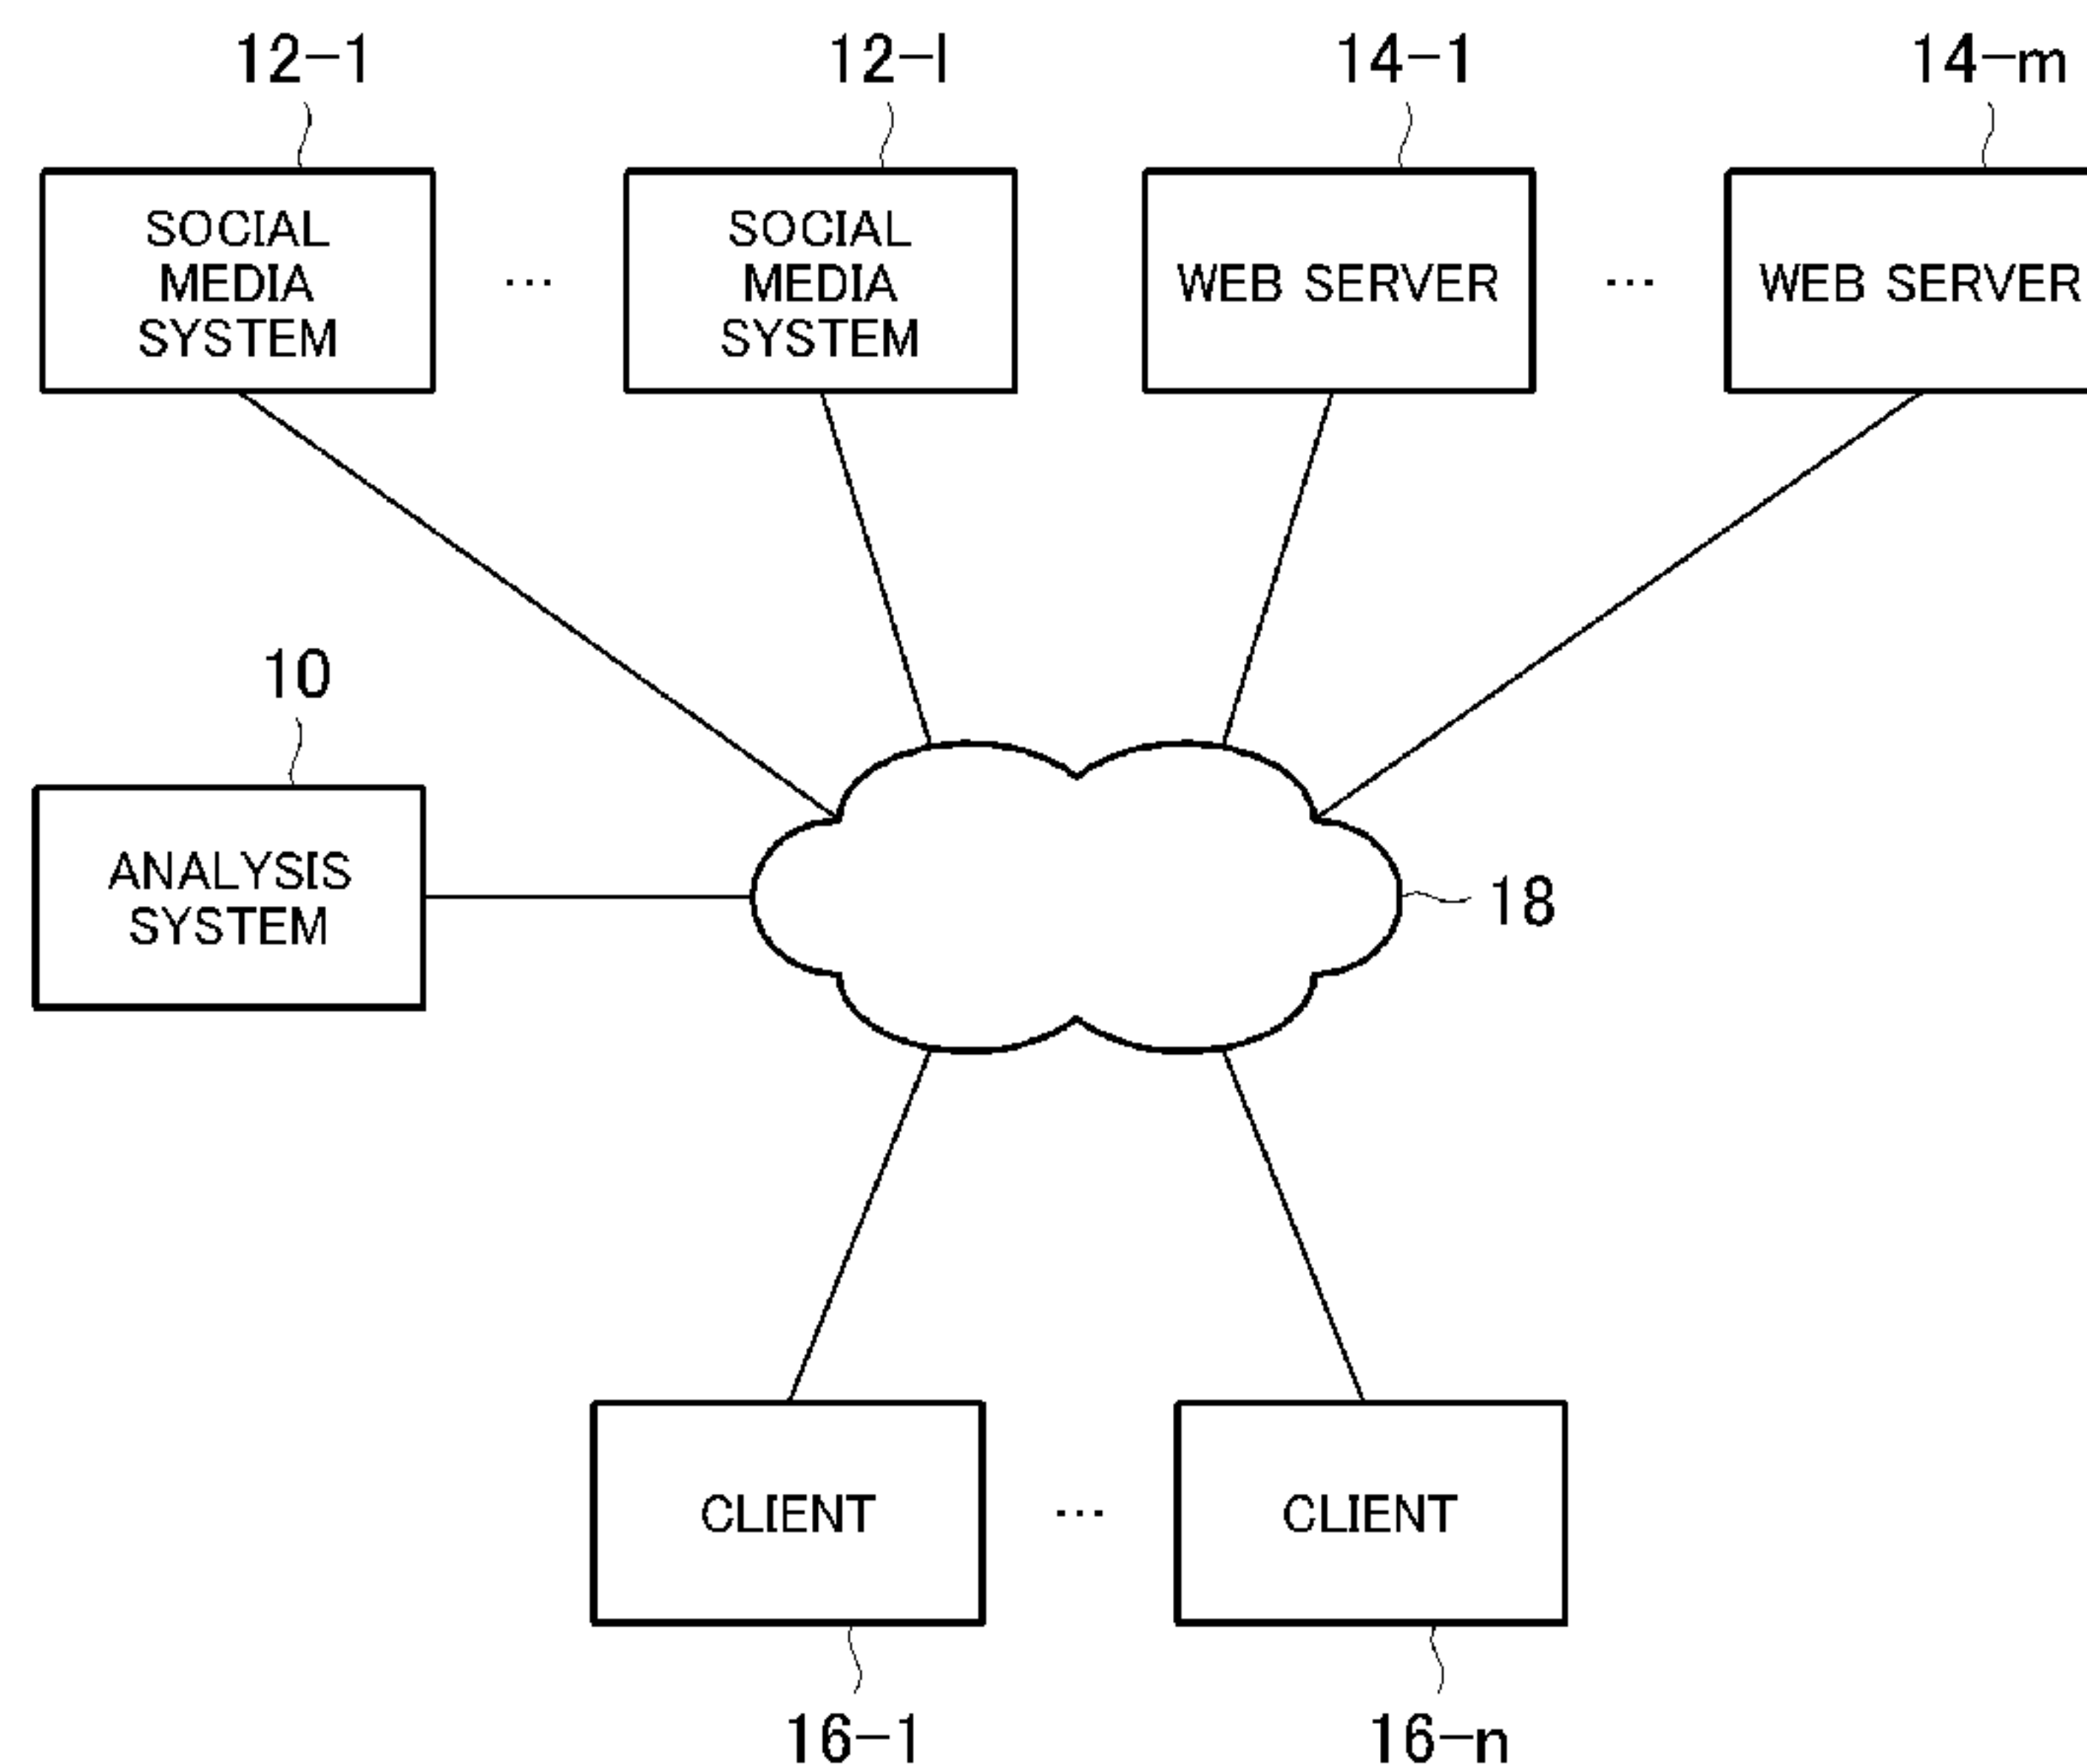 12-1
12-l
14-1
14-m
SOCIAL
MEDIA
SYSTEM
...
SOCIAL
MEDIA
SYSTEM
WEB SERVER
...
WEB SERVER
10
ANALYSIS
SYSTEM
18
CLIENT
...
CLIENT
16-1
16-n